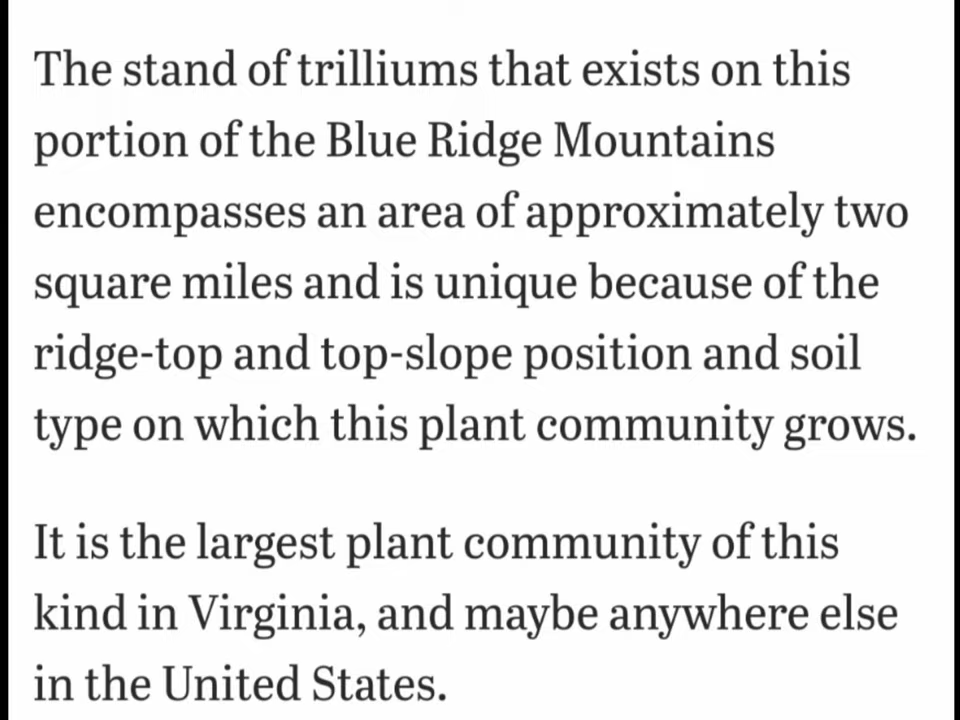 The stand of trilliums that exists on this
portion of the Blue Ridge Mountains
encompasses an area of approximately two
square miles and is unique because of the
ridge-top and top-slope position and soil
type on which this plant community grows.
It is the largest plant community of this
kind in Virginia, and maybe anywhere else
in the United States.